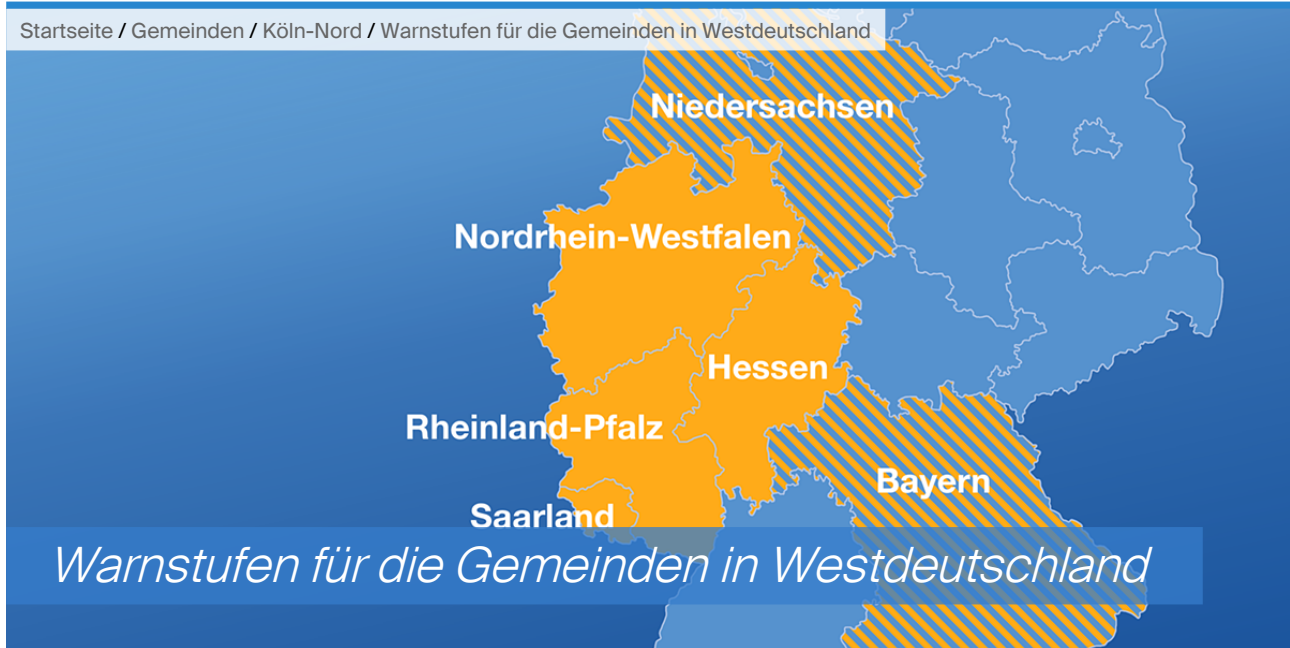 Startseite / Gemeinden / Köln-Nord / Warnstufen für die Gemeinden in Westdeutschland
Niedersachsen
Nordrhein-Westfalen
Hessen
Rheinland-Pfalz
Bayern
Saarland
Warnstufen für die Gemeinden in Westdeutschland